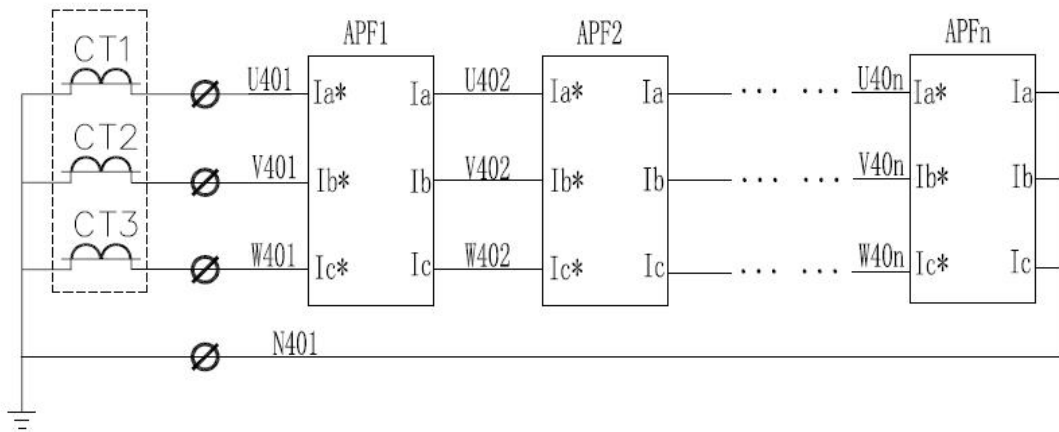 APF1 APF2 APFn
CT1
U401 Ia* Ia U402 Ia* Ia ... ... U40n Ia* Ia
CT2
V401 Ib* Ib V402 Ib* Ib ... ... V40n Ib* Ib
CT3
W401 Ic* Ic W402 Ic* Ic ... ... W40n Ic* Ic
N401